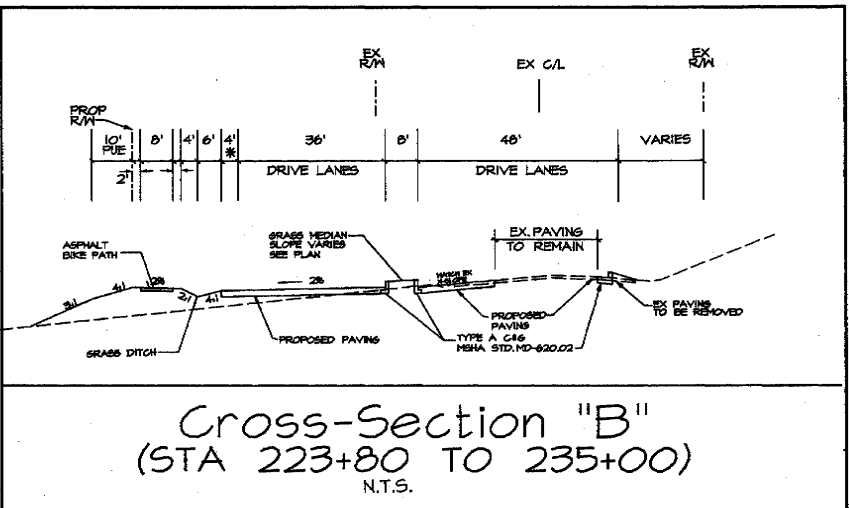 EX
R/W
EX C/L
EX
R/W
PROP
R/W
10'
PUE
8'
4'
6'
4'
*
36'
8'
48'
VARIES
2'
DRIVE LANES
DRIVE LANES
GRASS MEDIAN
SLOPE VARIES
SEE PLAN
EX. PAVING
TO REMAIN
ASPHALT
BIKE PATH
2%
2%
MATCH EX
3:1
4:1
2:1
4:1
PROPOSED
PAVING
EX PAVING
TO BE REMOVED
PROPOSED PAVING
TYPE A C&G
MSHA STD. MD-620.02
GRASS DITCH
Cross-Section "B"
(STA 223+80 TO 235+00)
N.T.S.